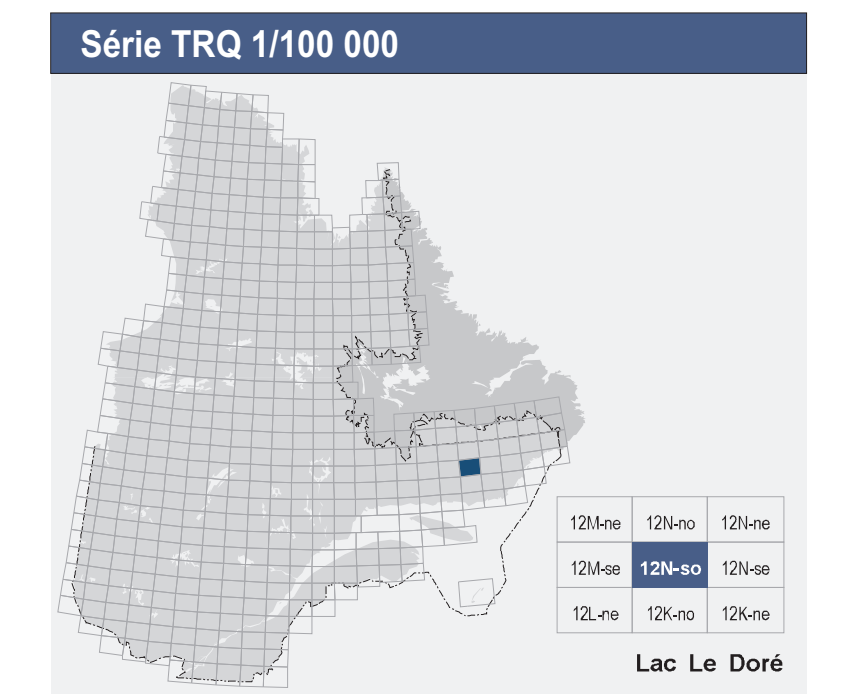 Série TRQ 1/100 000
12M-ne 12N-no 12N-ne
12M-se 12N-so 12N-se
12L-ne 12K-no 12K-ne
Lac Le Doré